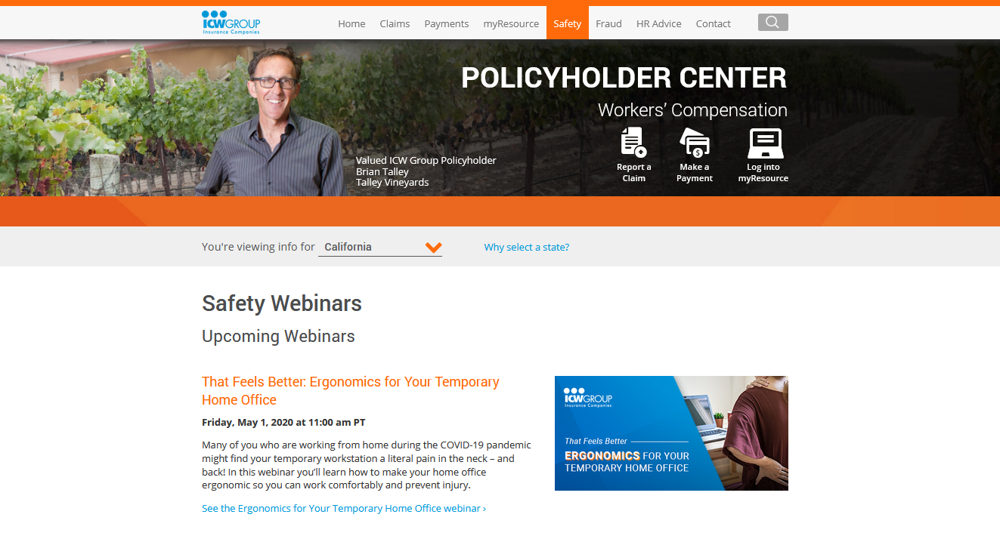 ICWGROUP
Insurance Companies
Home Claims Payments myResource Safety Fraud HR Advice Contact
POLICYHOLDER CENTER
Workers' Compensation
Report a Claim
Make a Payment
Log into myResource
Valued ICW Group Policyholder
Brian Talley
Talley Vineyards
You're viewing info for California
Why select a state?
Safety Webinars
Upcoming Webinars
That Feels Better: Ergonomics for Your Temporary
Home Office
Friday, May 1, 2020 at 11:00 am PT
Many of you who are working from home during the COVID-19 pandemic
might find your temporary workstation a literal pain in the neck – and
back! In this webinar you’ll learn how to make your home office
ergonomic so you can work comfortably and prevent injury.
See the Ergonomics for Your Temporary Home Office webinar ›
ICWGROUP
Insurance Companies
That Feels Better
ERGONOMICS FOR YOUR
TEMPORARY HOME OFFICE